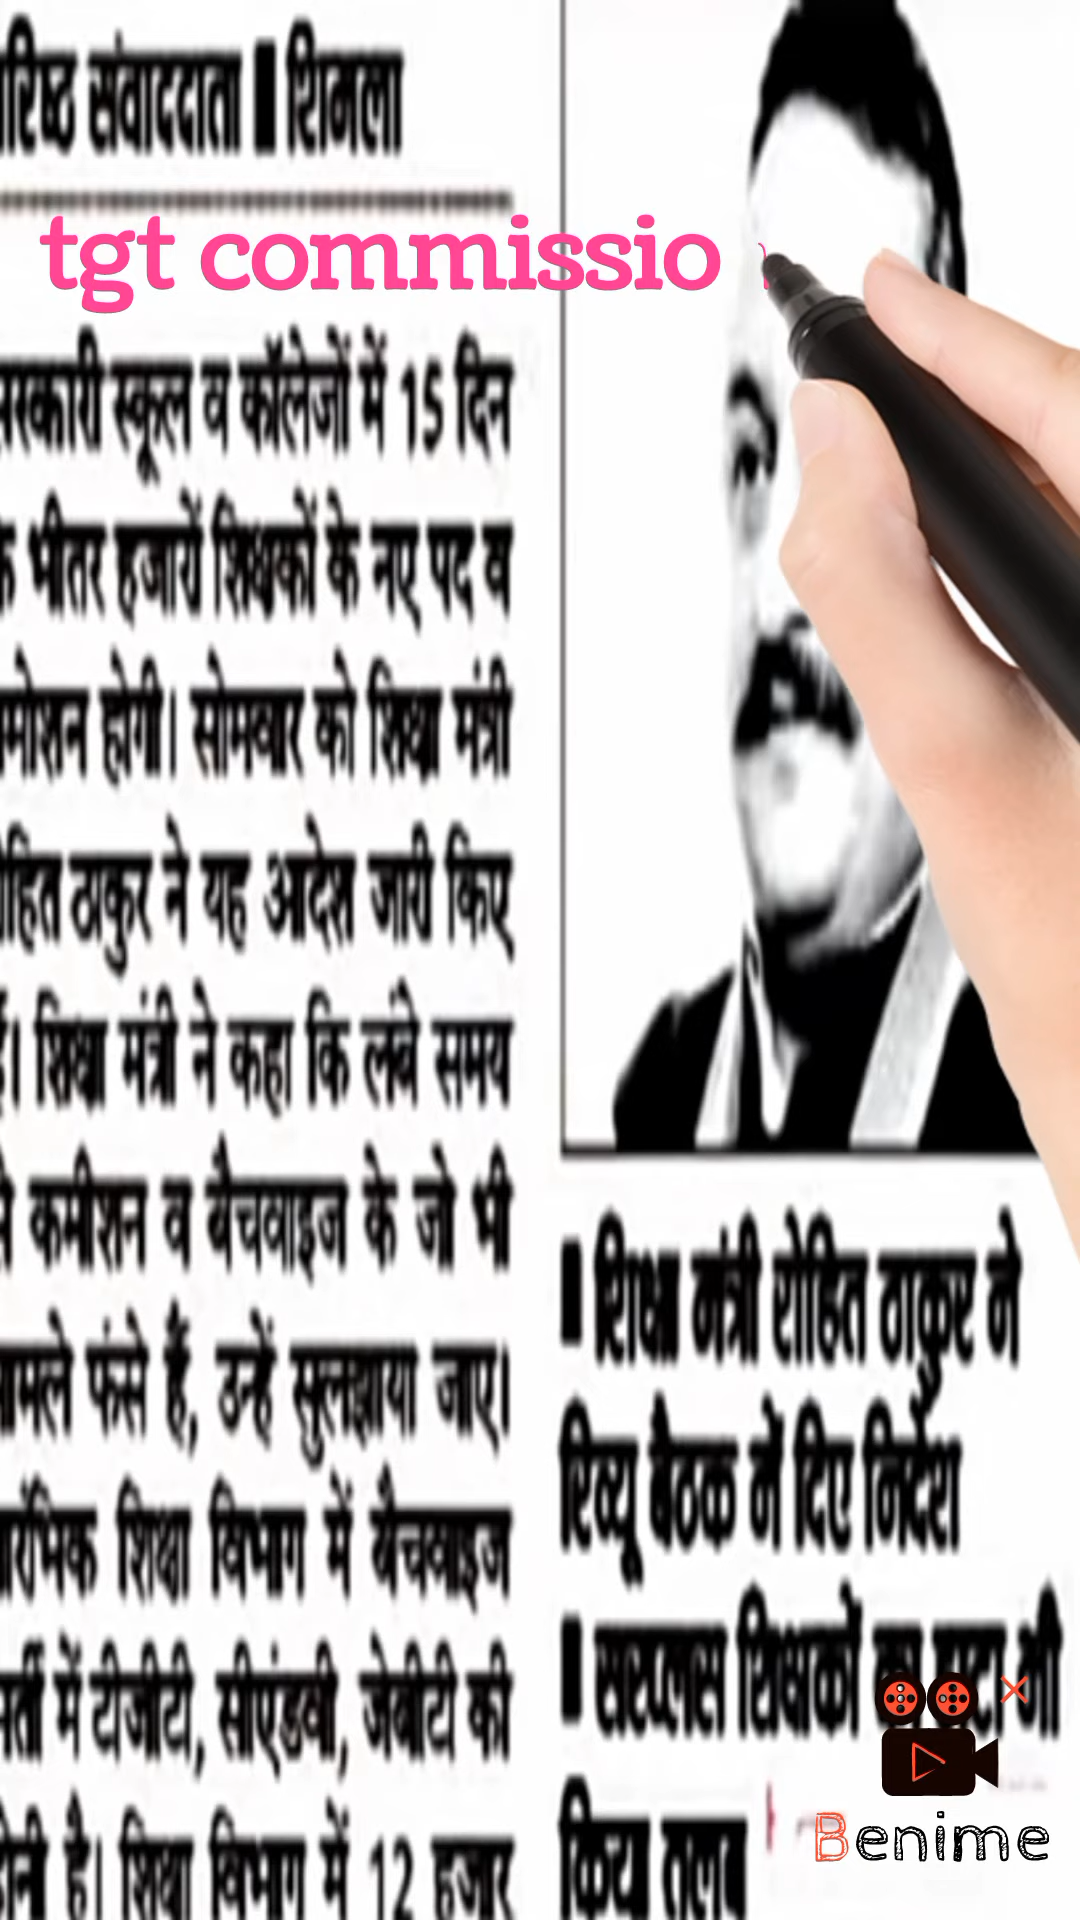 वरिष्ठ संवाददाता ▮ शिमला
tgt commissio
सरकारी स्कूल व कॉलेजों में 15 दिन
के भीतर हजारों शिक्षकों के नए पद व
प्रमोशन होगी। सोमवार को शिक्षा मंत्री
रोहित ठाकुर ने यह आदेश जारी किए
हैं। शिक्षा मंत्री ने कहा कि लंबे समय
से कमीशन व बैचवाइज के जो भी
मामले फंसे हैं, उन्हें सुलझाया जाए।
प्रारंभिक शिक्षा विभाग में बैचवाइज
भर्ती में टीजीटी, सीएंडवी, जेबीटी की
होनी है। शिक्षा विभाग में 12 हजार
▮ शिक्षा मंत्री रोहित ठाकुर ने
रिव्यू बैठक में दिए निर्देश
▮ सरप्लस शिक्षकों का डाटा भी
किया तलब
Benime